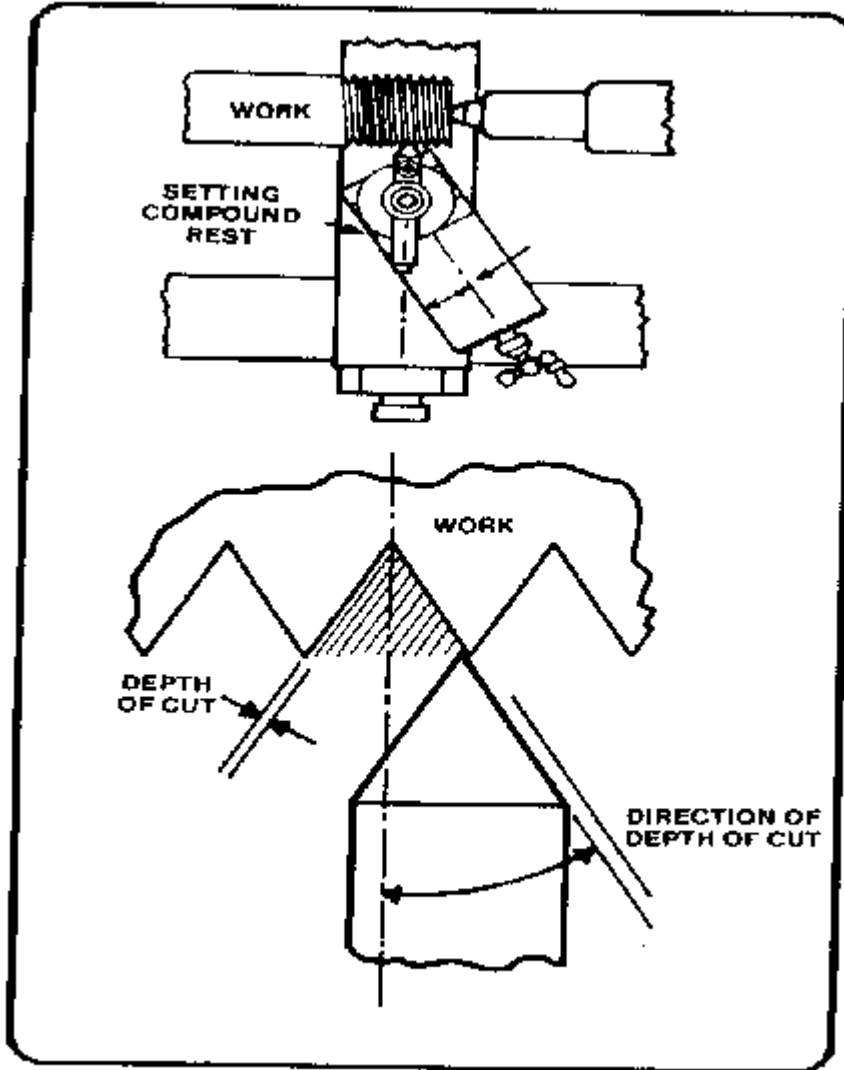 WORK
SETTING
COMPOUND
REST
WORK
DEPTH
OF CUT
DIRECTION OF
DEPTH OF CUT